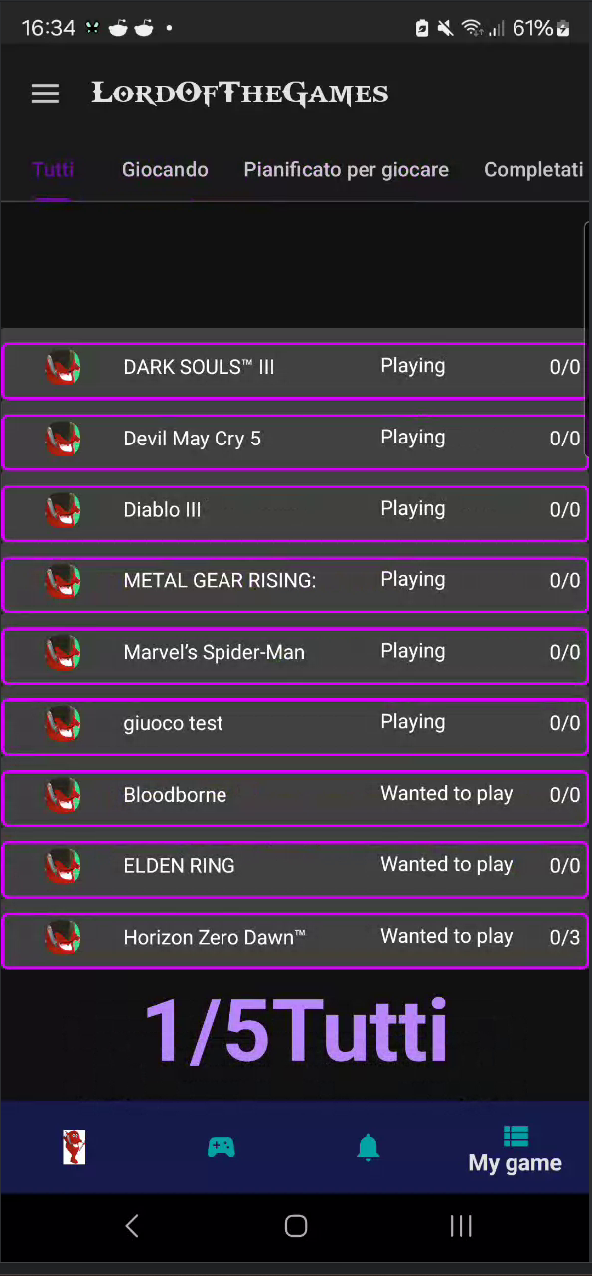 16:34 61%
LordOfTheGames
Tutti Giocando Pianificato per giocare Completati
DARK SOULS™ III Playing 0/0
Devil May Cry 5 Playing 0/0
Diablo III Playing 0/0
METAL GEAR RISING: Playing 0/0
Marvel’s Spider-Man Playing 0/0
giuoco test Playing 0/0
Bloodborne Wanted to play 0/0
ELDEN RING Wanted to play 0/0
Horizon Zero Dawn™ Wanted to play 0/3
1/5Tutti
My game